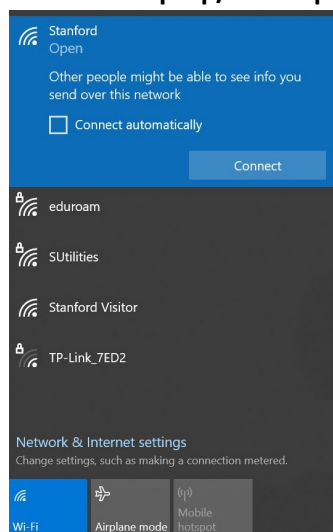 Stanford
Open
Other people might be able to see info you
send over this network
Connect automatically
Connect
eduroam
SUtilities
Stanford Visitor
TP-Link_7ED2
Network & Internet settings
Change settings, such as making a connection metered.
Mobile
Wi-Fi Airplane mode hotspot